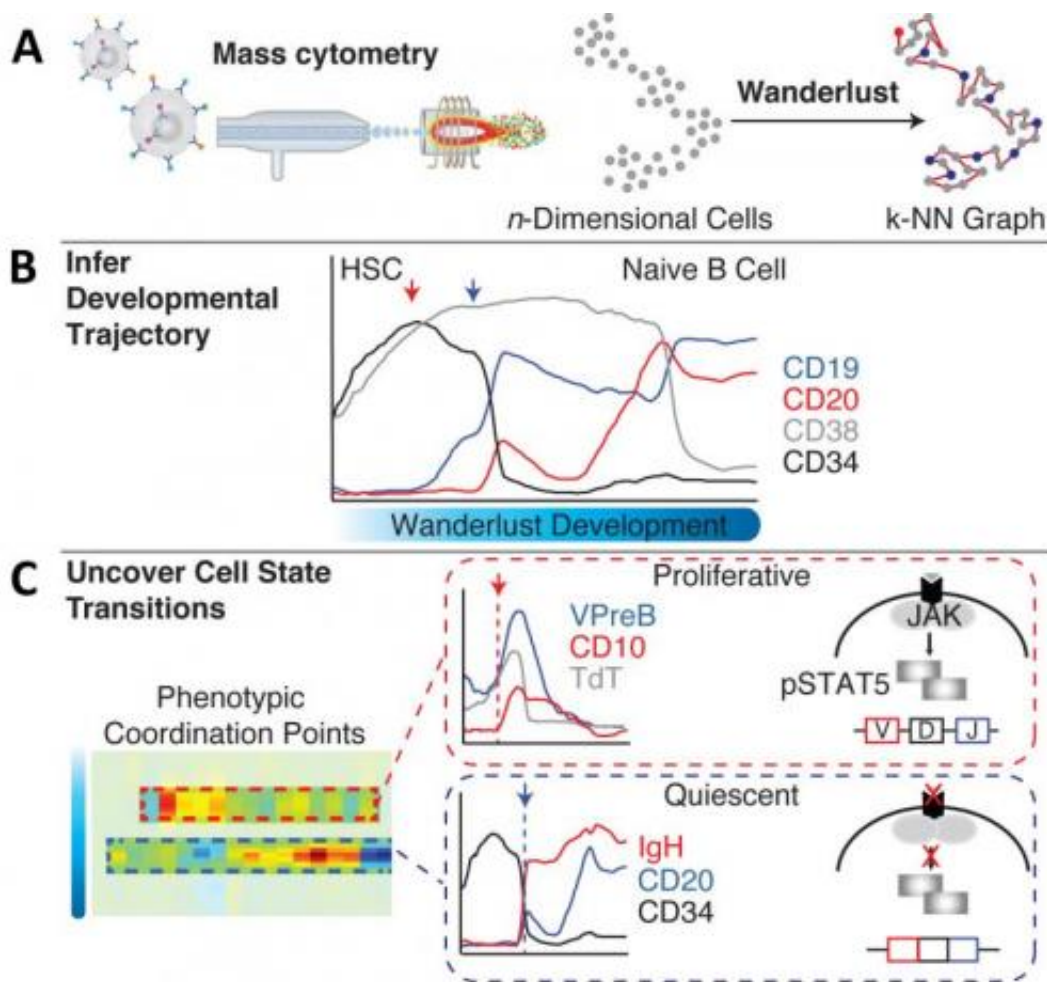 A
Mass cytometry
Wanderlust
n-Dimensional Cells
k-NN Graph
B
Infer
Developmental
Trajectory
HSC
Naive B Cell
CD19
CD20
CD38
CD34
Wanderlust Development
C
Uncover Cell State
Transitions
Phenotypic
Coordination Points
Proliferative
VPreB
CD10
TdT
JAK
pSTAT5
V D J
Quiescent
IgH
CD20
CD34